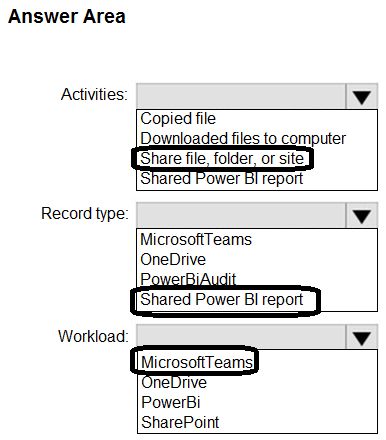 Answer Area
Activities:
Copied file
Downloaded files to computer
Share file, folder, or site
Shared Power BI report
Record type:
MicrosoftTeams
OneDrive
PowerBiAudit
Shared Power BI report
Workload:
MicrosoftTeams
OneDrive
PowerBi
SharePoint